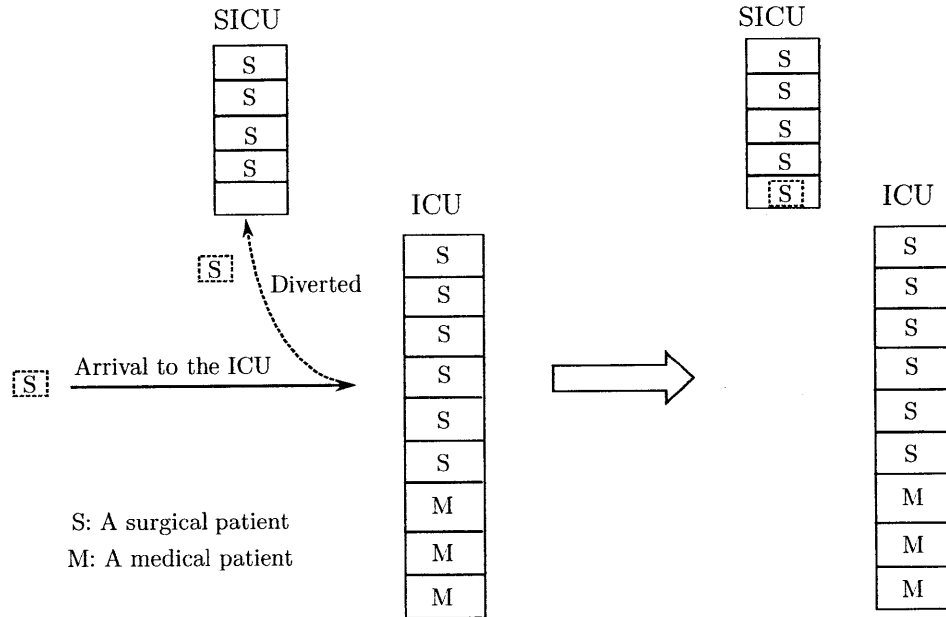 SICU
S
S
S
S
S
Diverted
Arrival to the ICU
S
ICU
S
S
S
S
S
S
M
M
M
S: A surgical patient
M: A medical patient
SICU
S
S
S
S
S
ICU
S
S
S
S
S
S
M
M
M